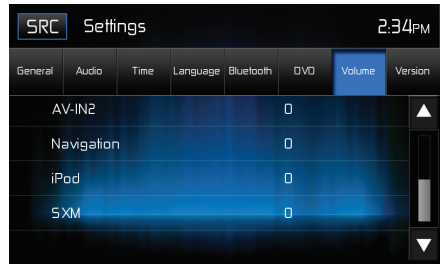 SRC Settings 2:34PM
General Audio Time Language Bluetooth DVD Volume Version
AV-IN2 0
Navigation 0
iPod 0
SXM 0